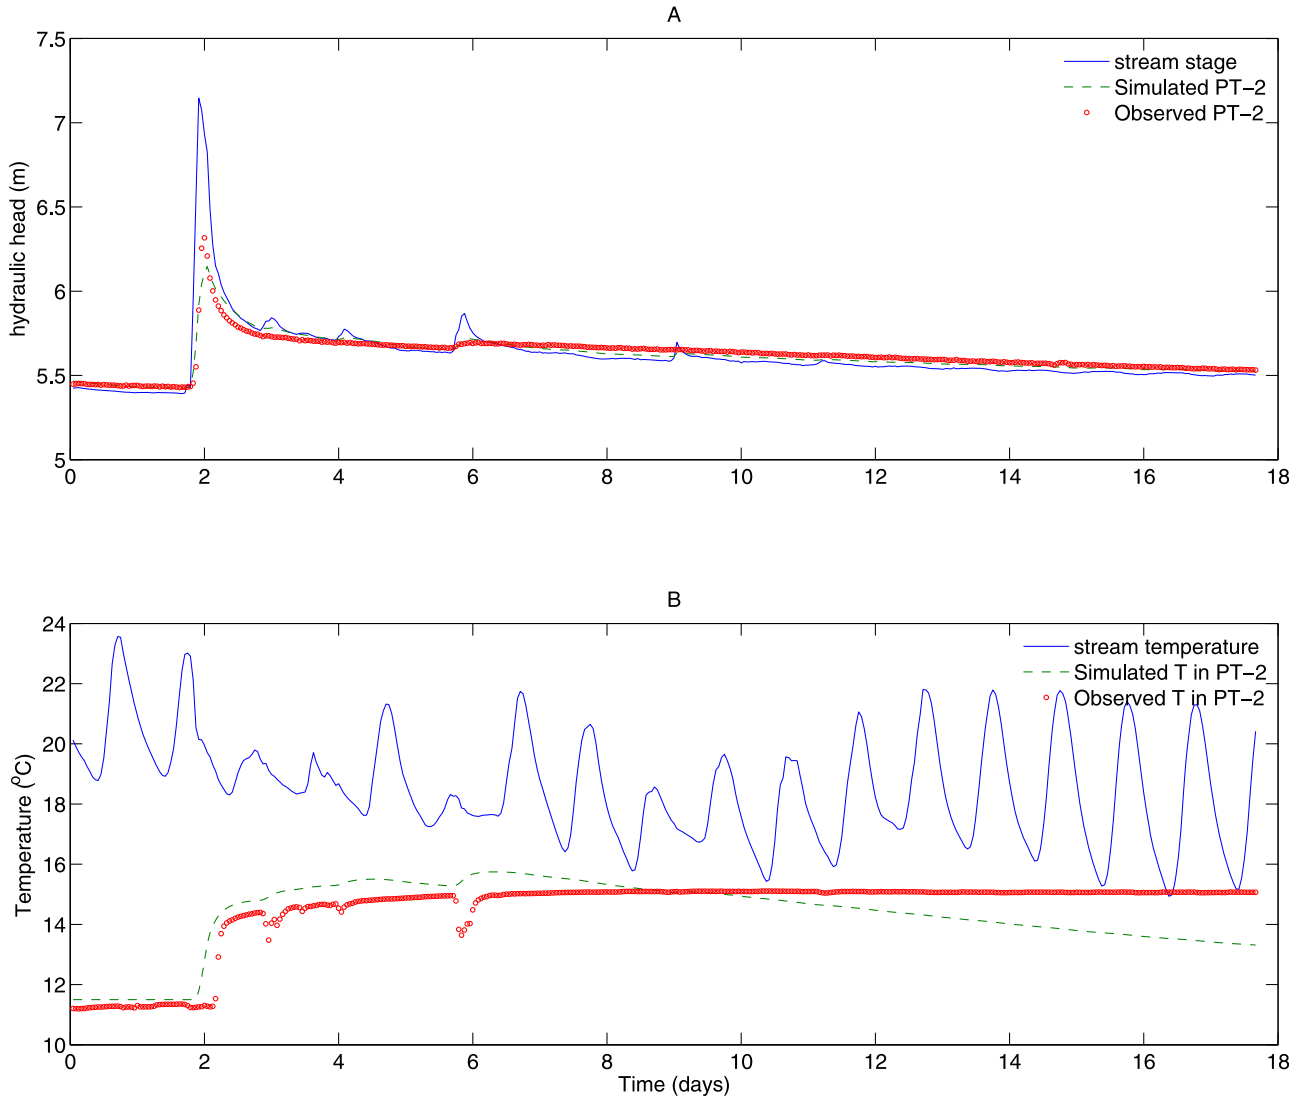 A
7.5
7
6.5
6
5.5
5
hydraulic head (m)
stream stage
Simulated PT-2
Observed PT-2
0 2 4 6 8 10 12 14 16 18
B
24
22
20
18
16
14
12
10
Temperature (ºC)
stream temperature
Simulated T in PT-2
Observed T in PT-2
0 2 4 6 8 10 12 14 16 18
Time (days)